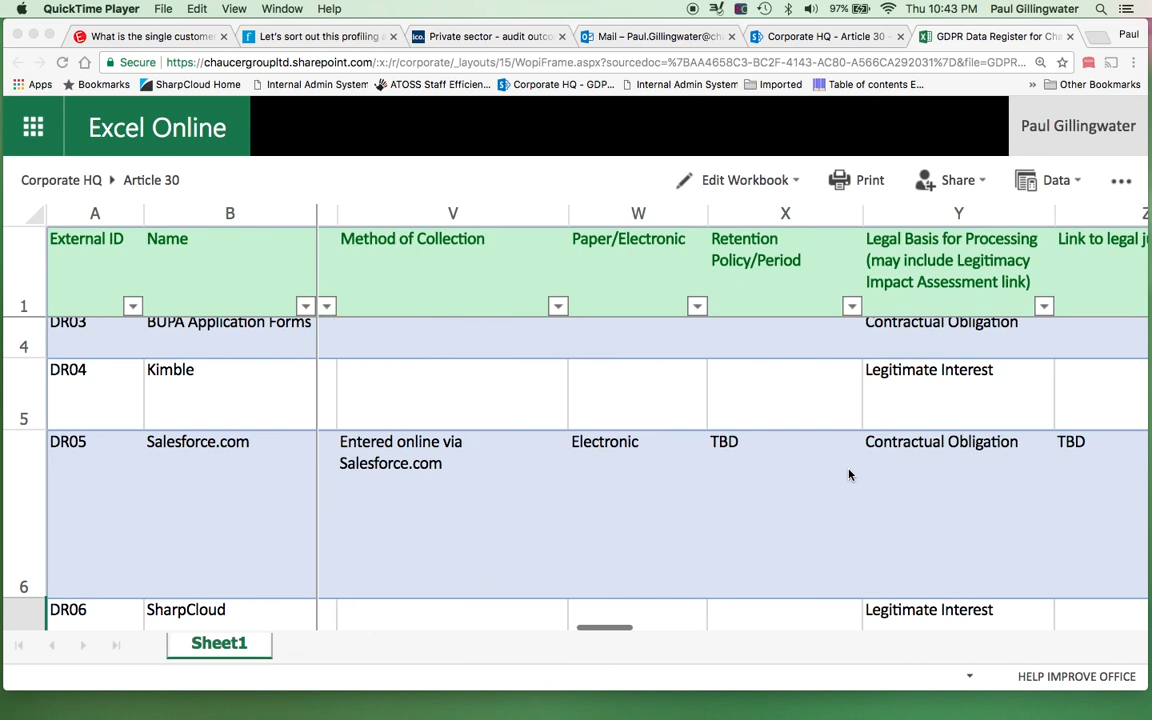 QuickTime Player File Edit View Window Help 97% Thu 10:43 PM Paul Gillingwater
What is the single custome Let's sort out this profiling Private sector - audit outco Mail – Paul.Gillingwater@ch Corporate HQ - Article 30 - GDPR Data Register for Cha Paul
Secure https://chaucergroupltd.sharepoint.com/:x:/r/corporate/_layouts/15/WopiFrame.aspx?sourcedoc=%7BAA4658C3-BC2F-4143-AC80-A566CA292031%7D&file=GDPR...
Apps Bookmarks SharpCloud Home Internal Admin System ATOSS Staff Efficien... Corporate HQ - GDP... Internal Admin System Imported Table of contents E... » Other Bookmarks
Excel Online Paul Gillingwater
Corporate HQ Article 30 Edit Workbook Print Share Data
A B V W X Y Z
External ID Name Method of Collection Paper/Electronic Retention Legal Basis for Processing Link to legal j
Policy/Period (may include Legitimacy
Impact Assessment link)
1
DR03 BUPA Application Forms Contractual Obligation
4
DR04 Kimble Legitimate Interest
5
DR05 Salesforce.com Entered online via Electronic TBD Contractual Obligation TBD
Salesforce.com
6
DR06 SharpCloud Legitimate Interest
Sheet1
HELP IMPROVE OFFICE